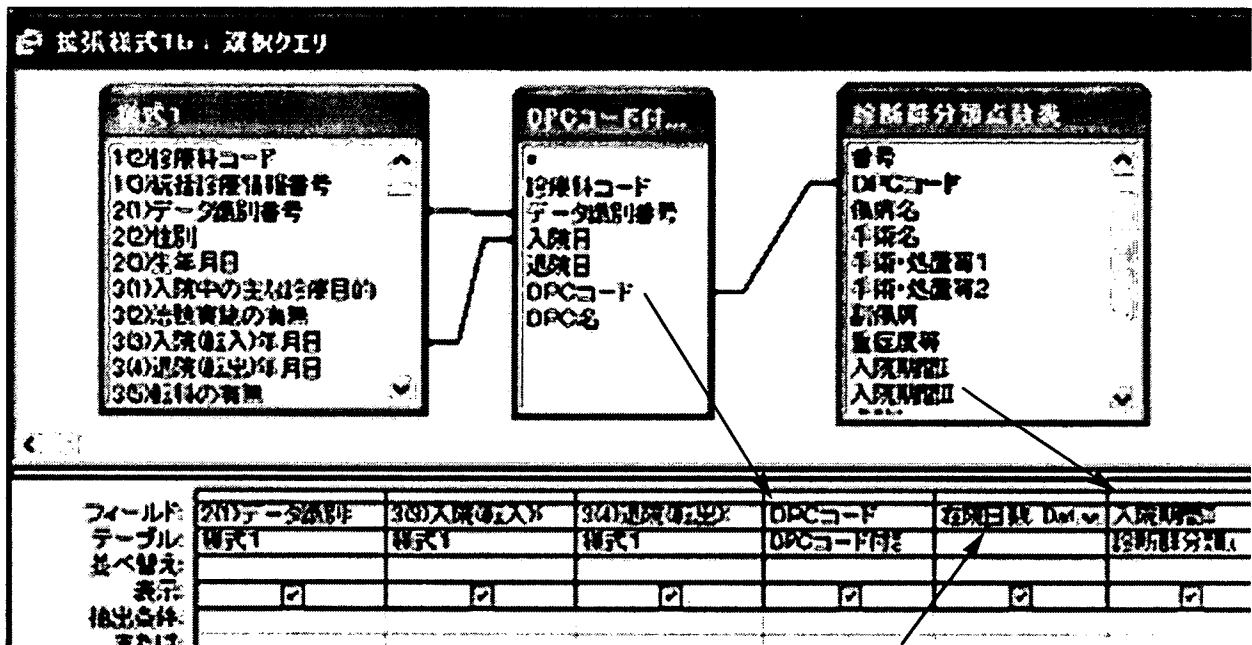 拡張様式1b : 選択クエリ
様式1
1(2)診療科コード
1(3)統括診療情報番号
2(1)データ識別番号
2(2)性別
2(3)生年月日
3(1)入院中の主な診療目的
3(2)治験実施の有無
3(3)入院(転入)年月日
3(4)退院(転出)年月日
3(5)転科の有無
DPCコード付...
*
診療科コード
データ識別番号
入院日
退院日
DPCコード
DPC名
診断群分類点数表
番号
DPCコード
傷病名
手術名
手術・処置等1
手術・処置等2
副傷病
重症度等
入院期間I
入院期間II
フィールド: 2(1)データ識別 3(3)入院(転入) 3(4)退院(転出) DPCコード 在院日数: Dat 入院期間
テーブル: 様式1 様式1 様式1 DPCコード付 診断群分類
並べ替え:
表示:
抽出条件:
または: